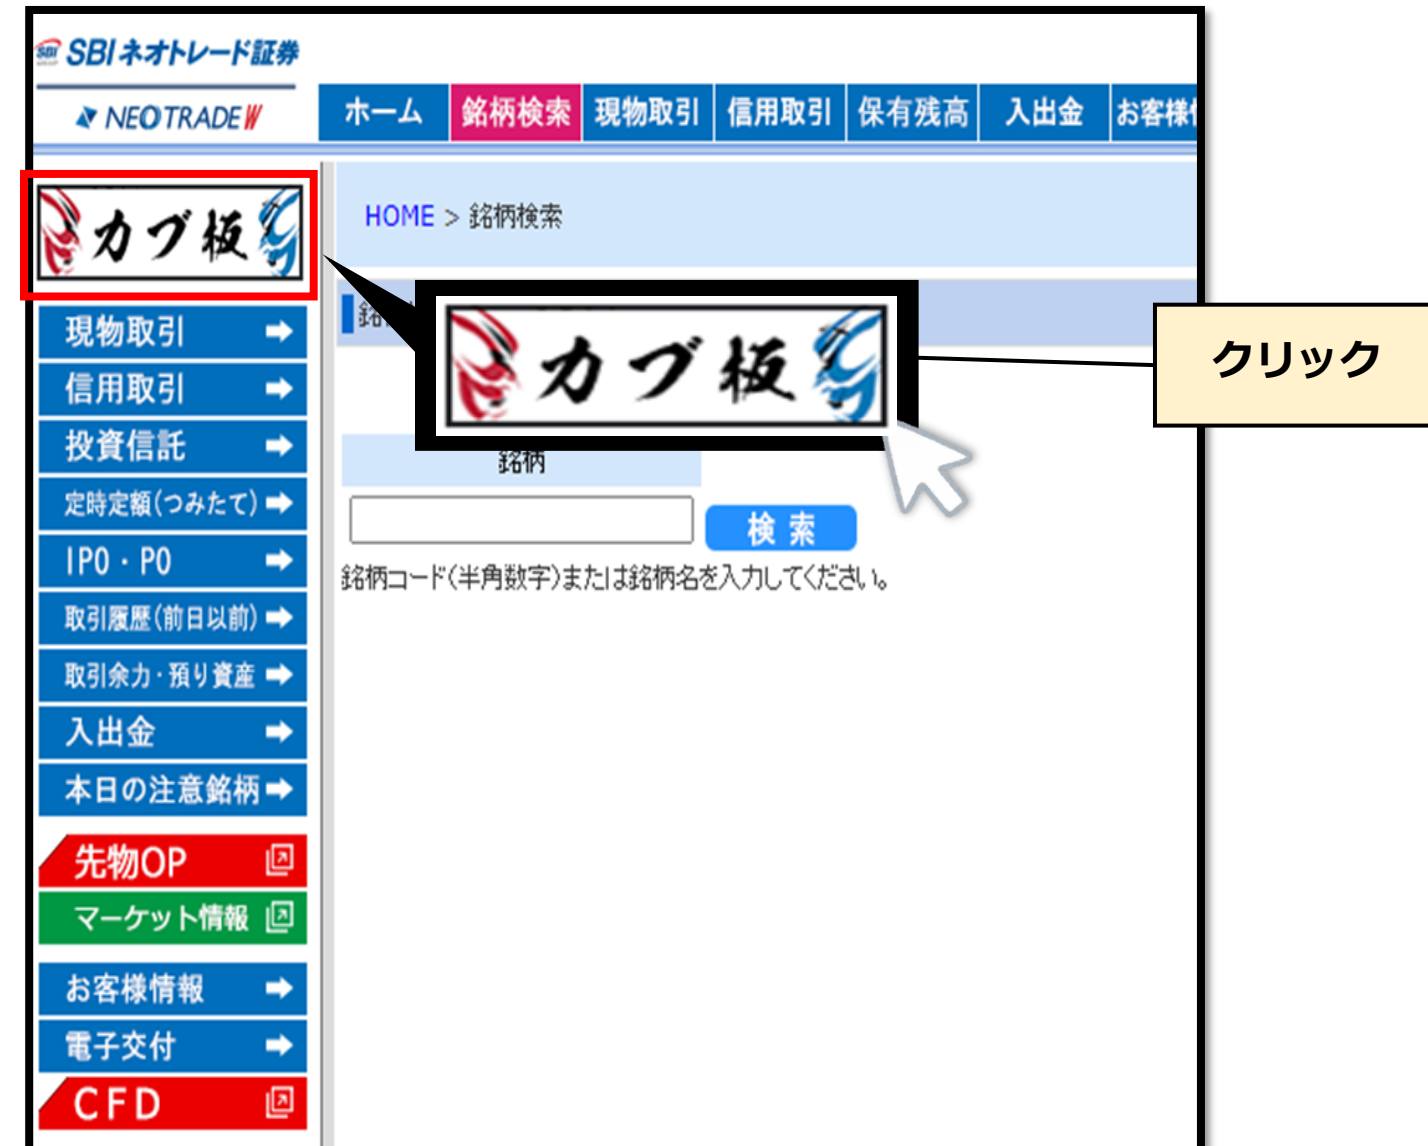 SBI ネオトレード証券
NEOTRADE W
ホーム 銘柄検索 現物取引 信用取引 保有残高 入出金 お客様
カブ板
HOME > 銘柄検索
現物取引
信用取引
投資信託
定時定額(つみたて)
IPO・PO
取引履歴(前日以前)
取引余力・預り資産
入出金
本日の注意銘柄
先物OP
マーケット情報
お客様情報
電子交付
CFD
銘
カブ板
クリック
銘柄
検索
銘柄コード(半角数字)または銘柄名を入力してください。